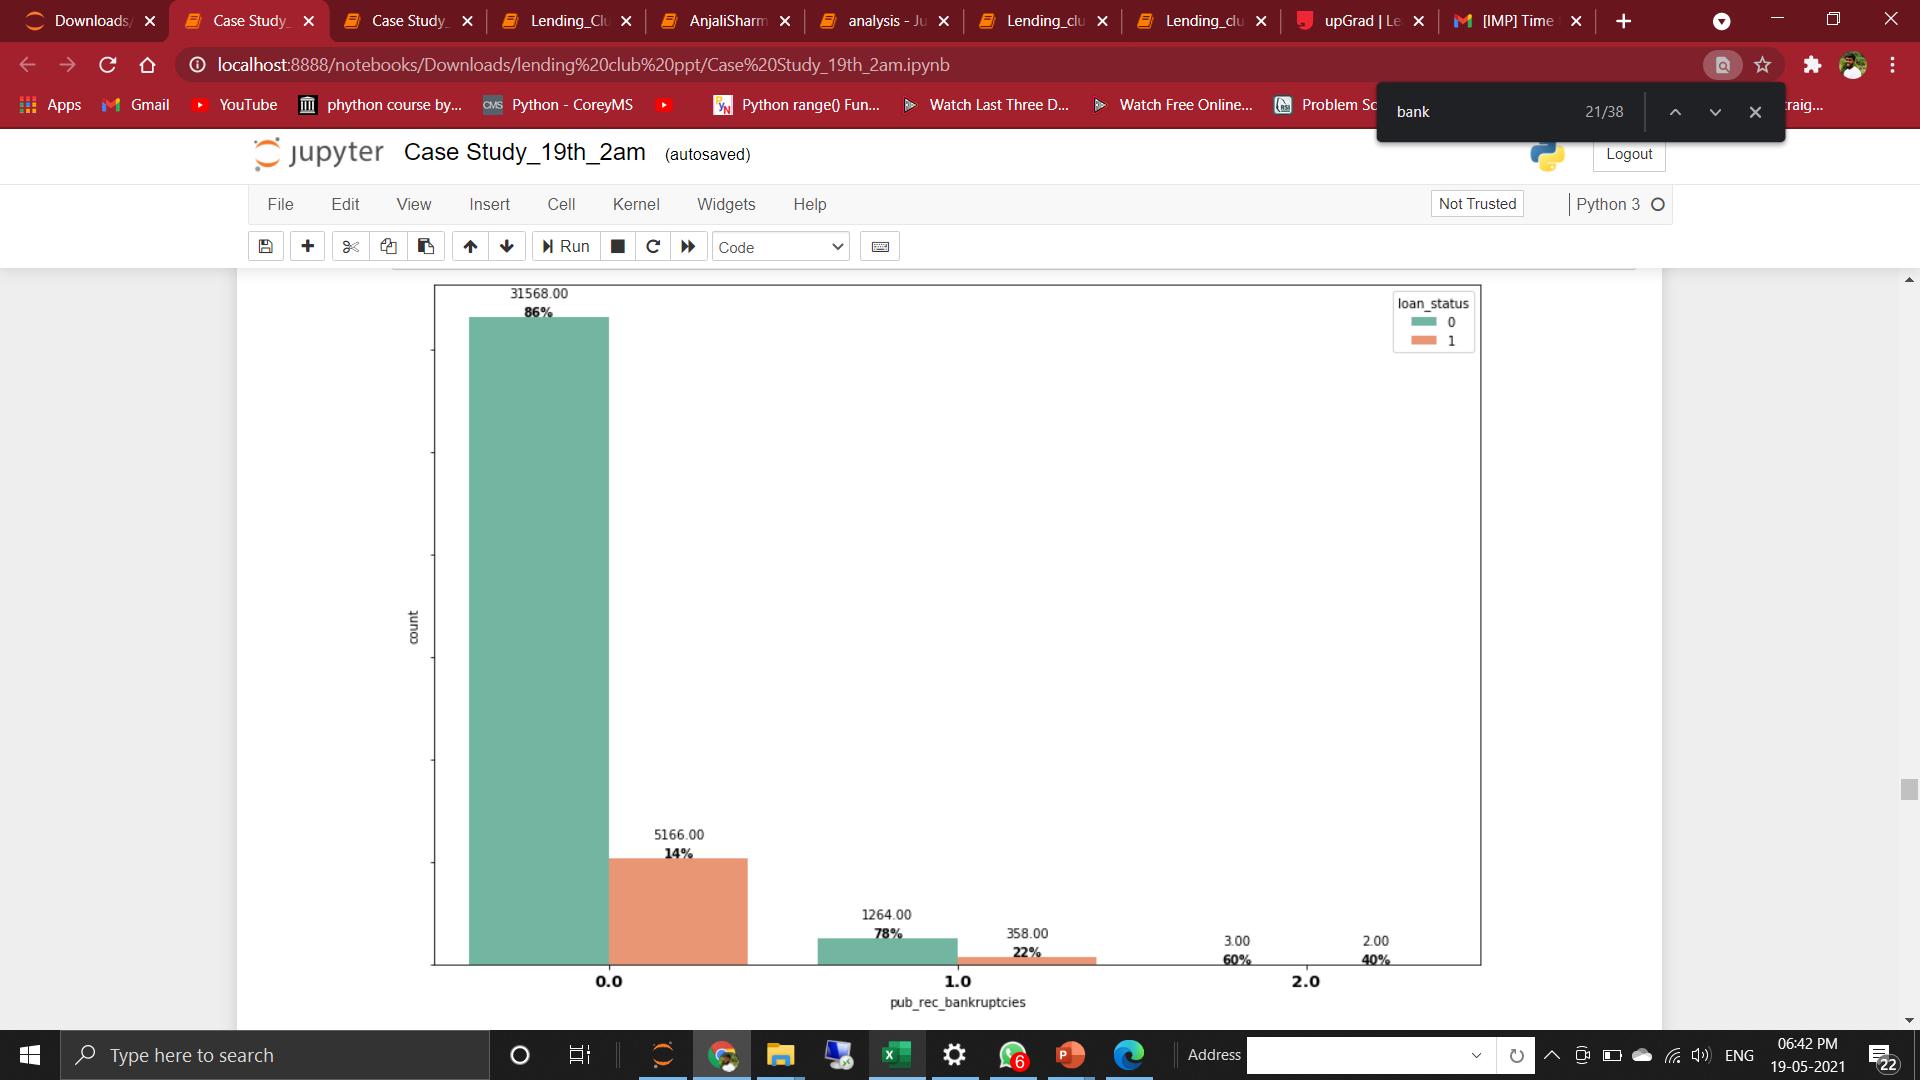 Downloads/
Case Study_
Case Study_
Lending_Clu
AnjaliSharm
analysis - Ju
Lending_clu
Lending_clu
upGrad | Le
[IMP] Time
localhost:8888/notebooks/Downloads/lending%20club%20ppt/Case%20Study_19th_2am.ipynb
Apps
Gmail
YouTube
phython course by...
CMS
Python - CoreyMS
Python range() Fun...
Watch Last Three D...
Watch Free Online...
Problem Sc
raig...
bank
21/38
jupyter
Case Study_19th_2am
(autosaved)
Logout
File
Edit
View
Insert
Cell
Kernel
Widgets
Help
Not Trusted
Python 3
Run
Code
loan_status
0
1
31568.00
86%
5166.00
14%
1264.00
78%
358.00
22%
3.00
60%
2.00
40%
count
0.0
1.0
2.0
pub_rec_bankruptcies
Type here to search
6
Address
ENG
06:42 PM
19-05-2021
22